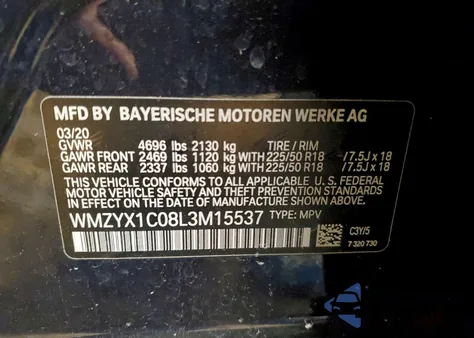 MFD BY BAYERISCHE MOTOREN WERKE AG
03/20
GVWR 4696 lbs 2130 kg TIRE / RIM
GAWR FRONT 2469 lbs 1120 kg WITH 225/50 R18 / 7.5J x 18
GAWR REAR 2337 lbs 1060 kg WITH 225/50 R18 / 7.5J x 18
THIS VEHICLE CONFORMS TO ALL APPLICABLE U.S. FEDERAL
MOTOR VEHICLE SAFETY STANDARDS
IN EFFECT ON THE DATE OF MANUFACTURE SHOWN ABOVE.
WMZYX1C08L3M15537 TYPE: MPV
C3Y/5
7 320 730